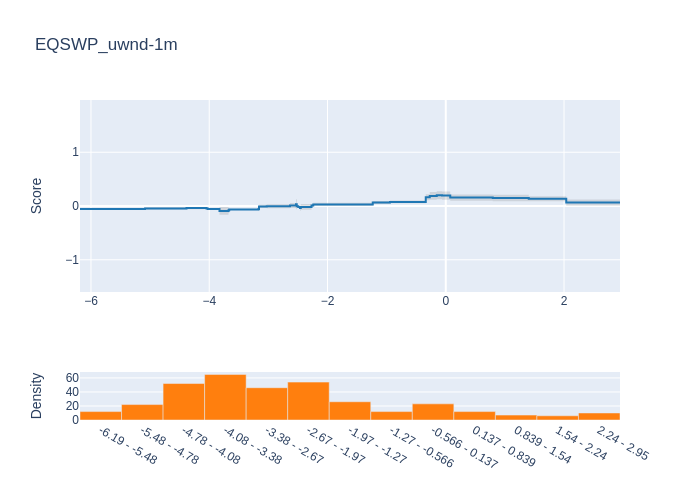 EQSWP_uwnd-1m
Score
1
0
−1
−6
−4
−2
0
2
Density
60
40
20
0
-6.19 - -5.48
-5.48 - -4.78
-4.78 - -4.08
-4.08 - -3.38
-3.38 - -2.67
-2.67 - -1.97
-1.97 - -1.27
-1.27 - -0.566
-0.566 - 0.137
0.137 - 0.839
0.839 - 1.54
1.54 - 2.24
2.24 - 2.95